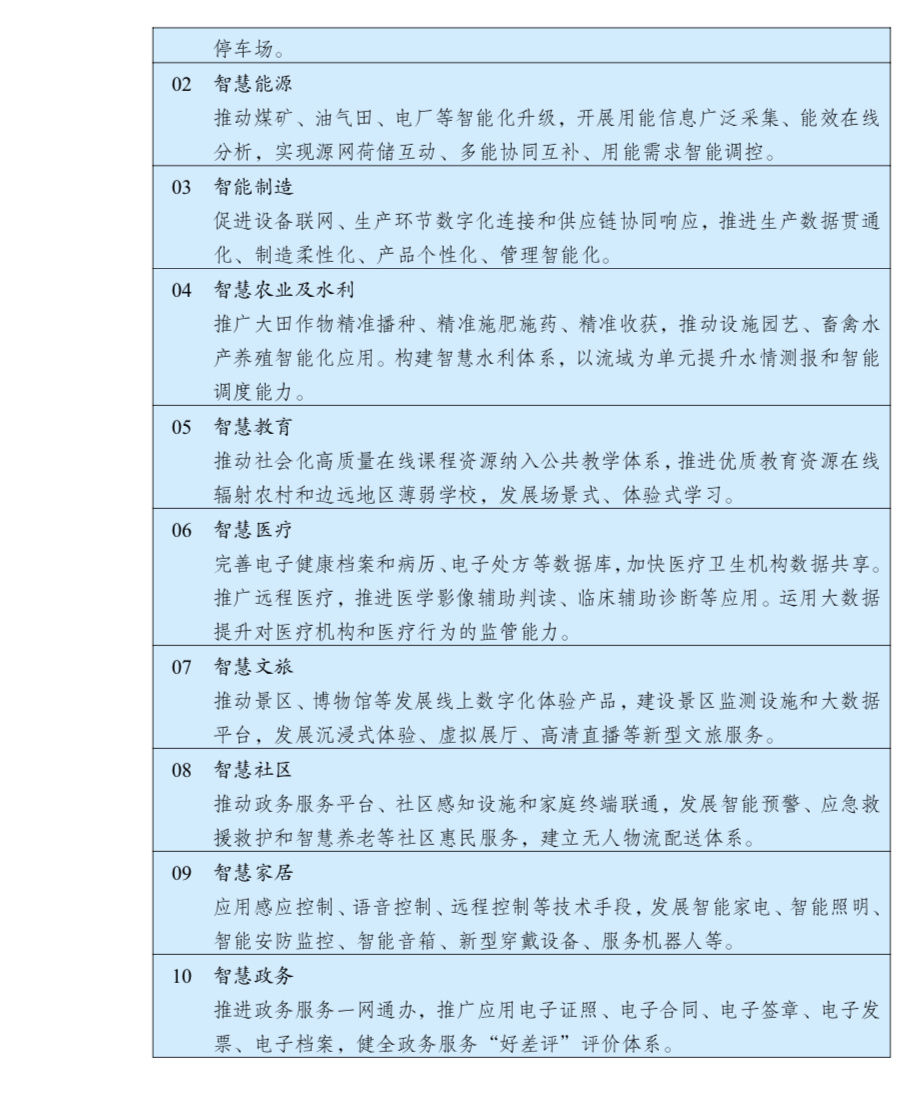 停车场。
02 智慧能源
推动煤矿、油气田、电厂等智能化升级，开展用能信息广泛采集、能效在线
分析，实现源网荷储互动、多能协同互补、用能需求智能调控。
03 智能制造
促进设备联网、生产环节数字化连接和供应链协同响应，推进生产数据贯通
化、制造柔性化、产品个性化、管理智能化。
04 智慧农业及水利
推广大田作物精准播种、精准施肥施药、精准收获，推动设施园艺、畜禽水
产养殖智能化应用。构建智慧水利体系，以流域为单元提升水情测报和智能
调度能力。
05 智慧教育
推动社会化高质量在线课程资源纳入公共教学体系，推进优质教育资源在线
辐射农村和边远地区薄弱学校，发展场景式、体验式学习。
06 智慧医疗
完善电子健康档案和病历、电子处方等数据库，加快医疗卫生机构数据共享。
推广远程医疗，推进医学影像辅助判读、临床辅助诊断等应用。运用大数据
提升对医疗机构和医疗行为的监管能力。
07 智慧文旅
推动景区、博物馆等发展线上数字化体验产品，建设景区监测设施和大数据
平台，发展沉浸式体验、虚拟展厅、高清直播等新型文旅服务。
08 智慧社区
推动政务服务平台、社区感知设施和家庭终端联通，发展智能预警、应急救
援救护和智慧养老等社区惠民服务，建立无人物流配送体系。
09 智慧家居
应用感应控制、语音控制、远程控制等技术手段，发展智能家电、智能照明、
智能安防监控、智能音箱、新型穿戴设备、服务机器人等。
10 智慧政务
推进政务服务一网通办，推广应用电子证照、电子合同、电子签章、电子发
票、电子档案，健全政务服务“好差评”评价体系。